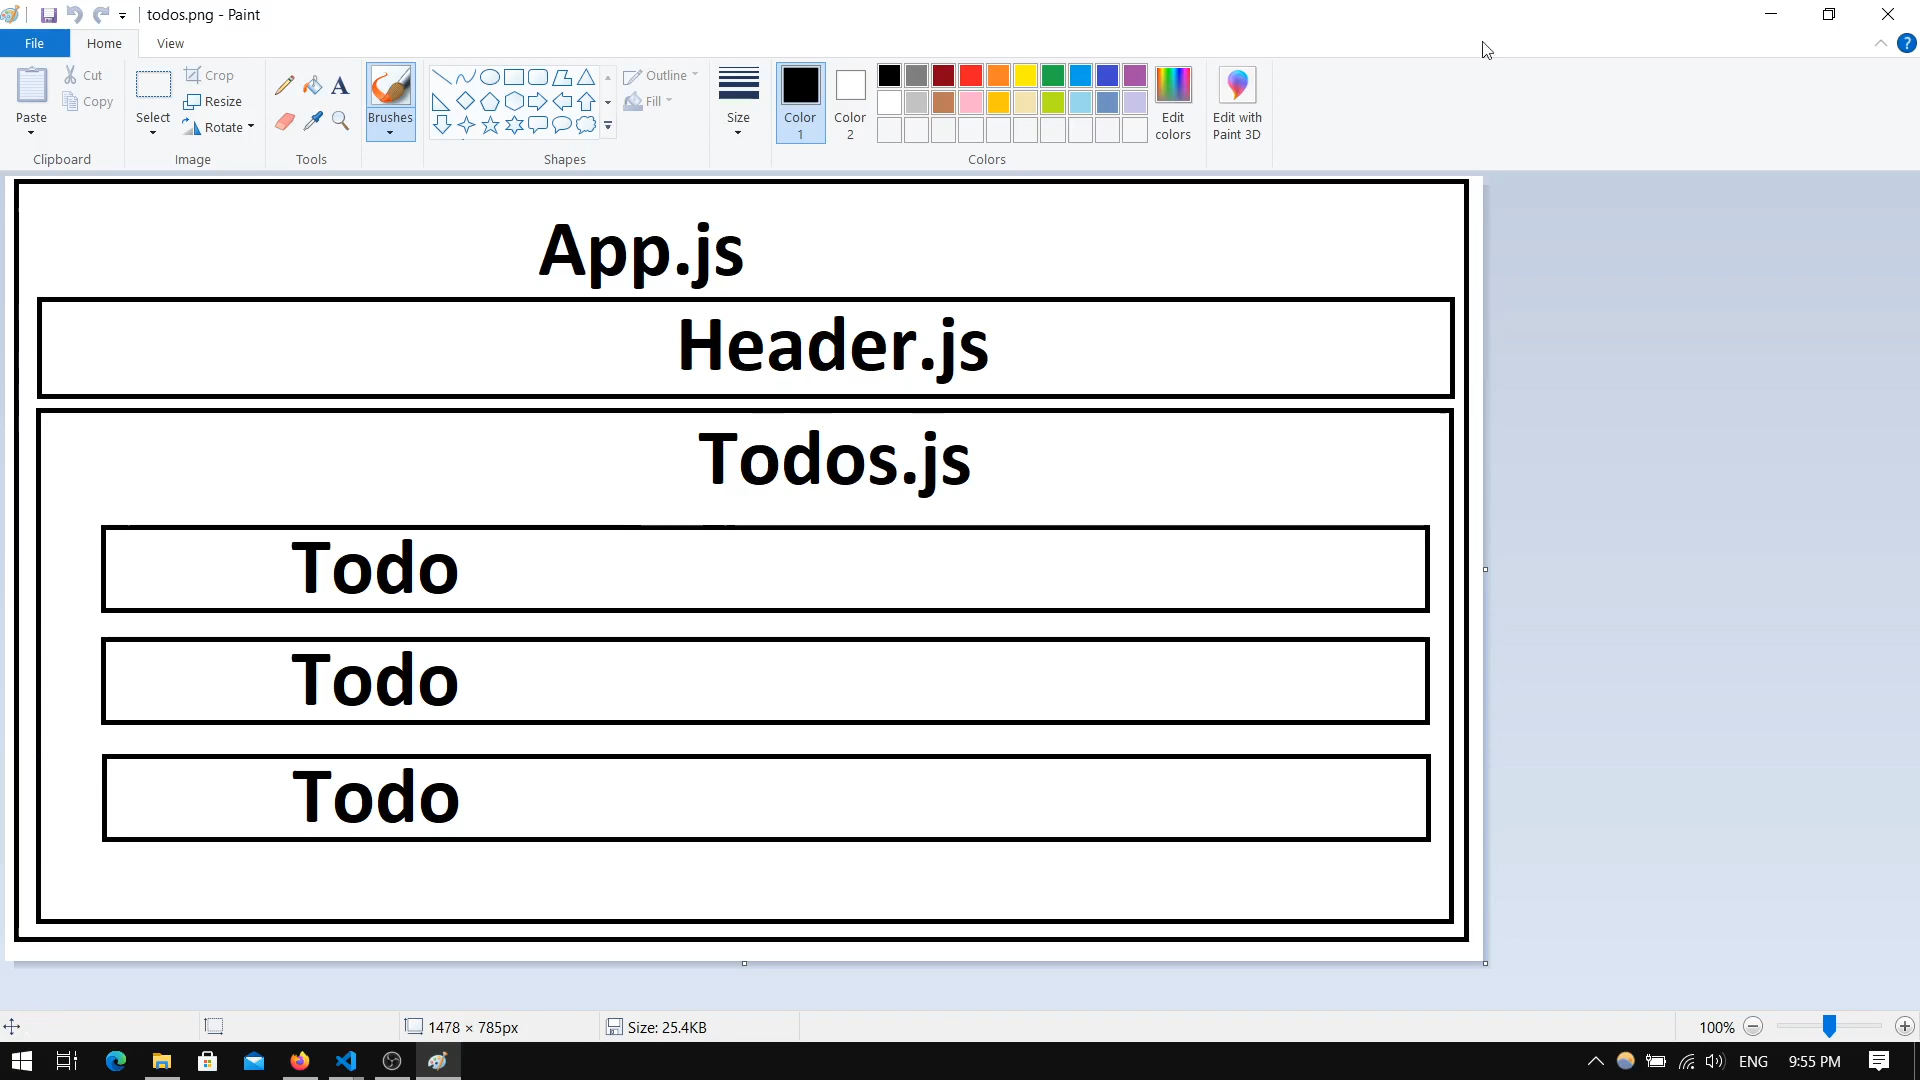 todos.png - Paint
File Home View
Paste
Cut
Copy
Clipboard
Select
Crop
Resize
Rotate
Image
A
Tools
Brushes
Outline
Fill
Shapes
Size
Color 1
Color 2
Colors
Edit colors
Edit with Paint 3D
?
App.js
Header.js
Todos.js
Todo
Todo
Todo
1478 × 785px
Size: 25.4KB
100%
ENG
9:55 PM